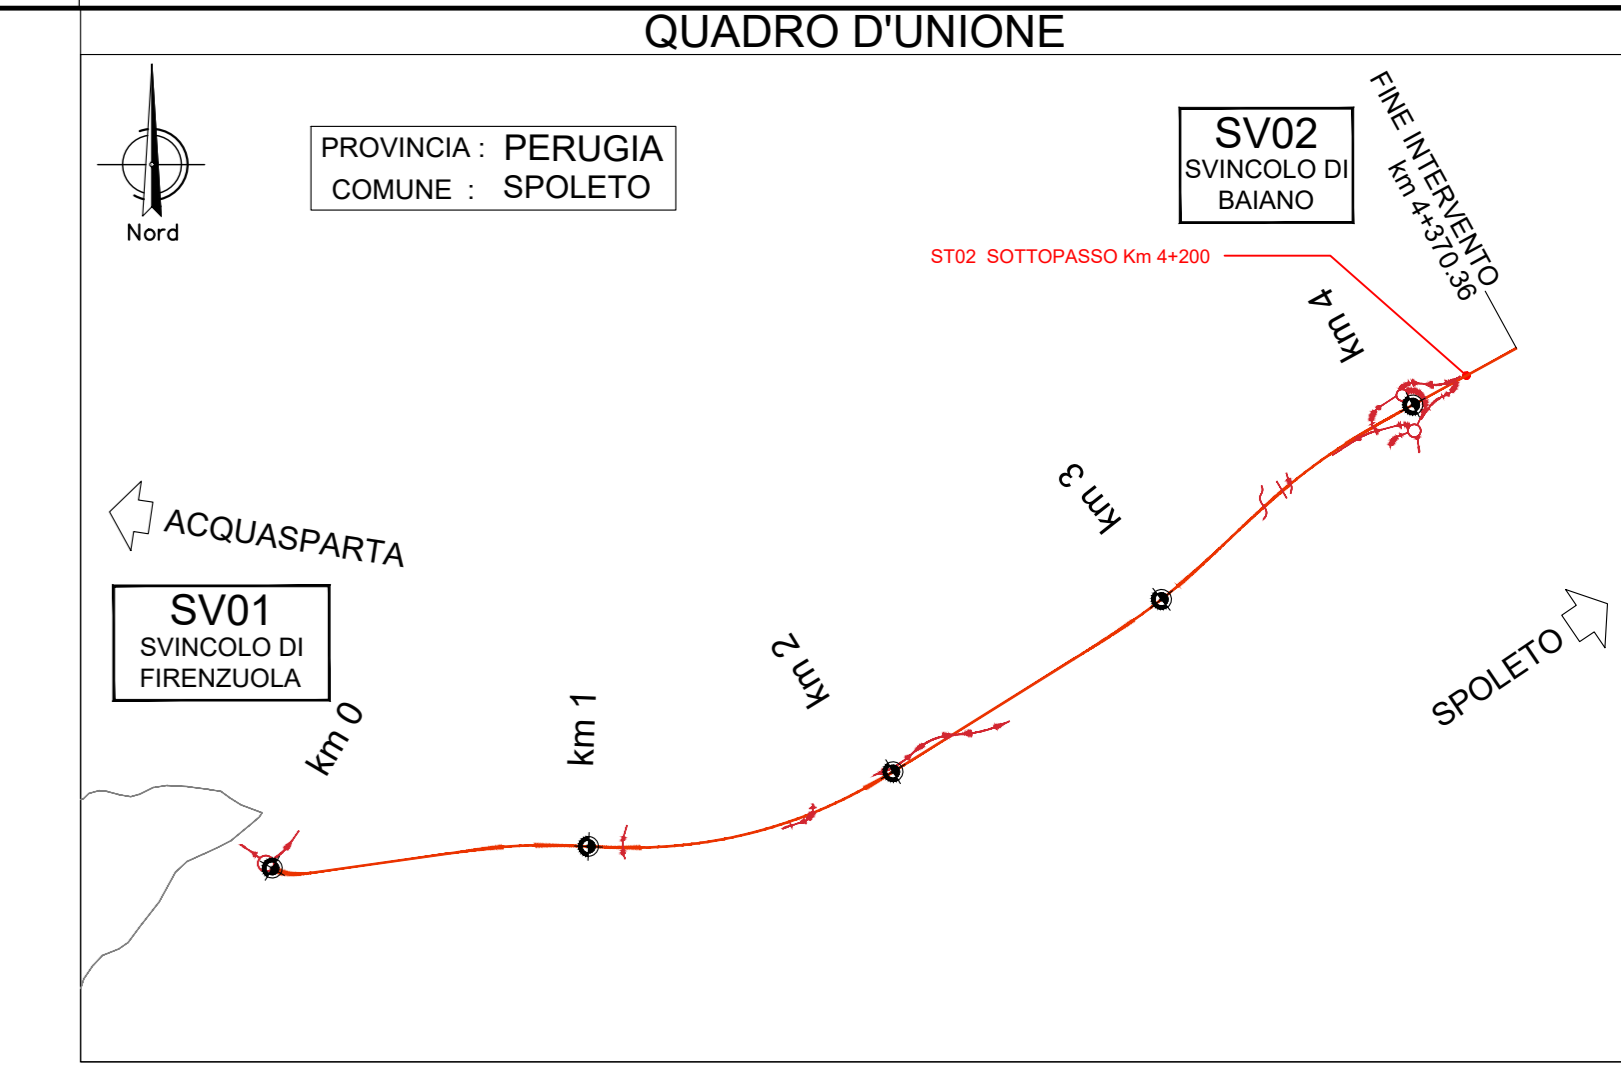 QUADRO D'UNIONE
Nord
PROVINCIA : PERUGIA
COMUNE : SPOLETO
SV02
SVINCOLO DI
BAIANO
FINE INTERVENTO
km 4+370.36
ST02 SOTTOPASSO Km 4+200
km 4
km 3
ACQUASPARTA
SV01
SVINCOLO DI
FIRENZUOLA
km 2
SPOLETO
km 1
km 0